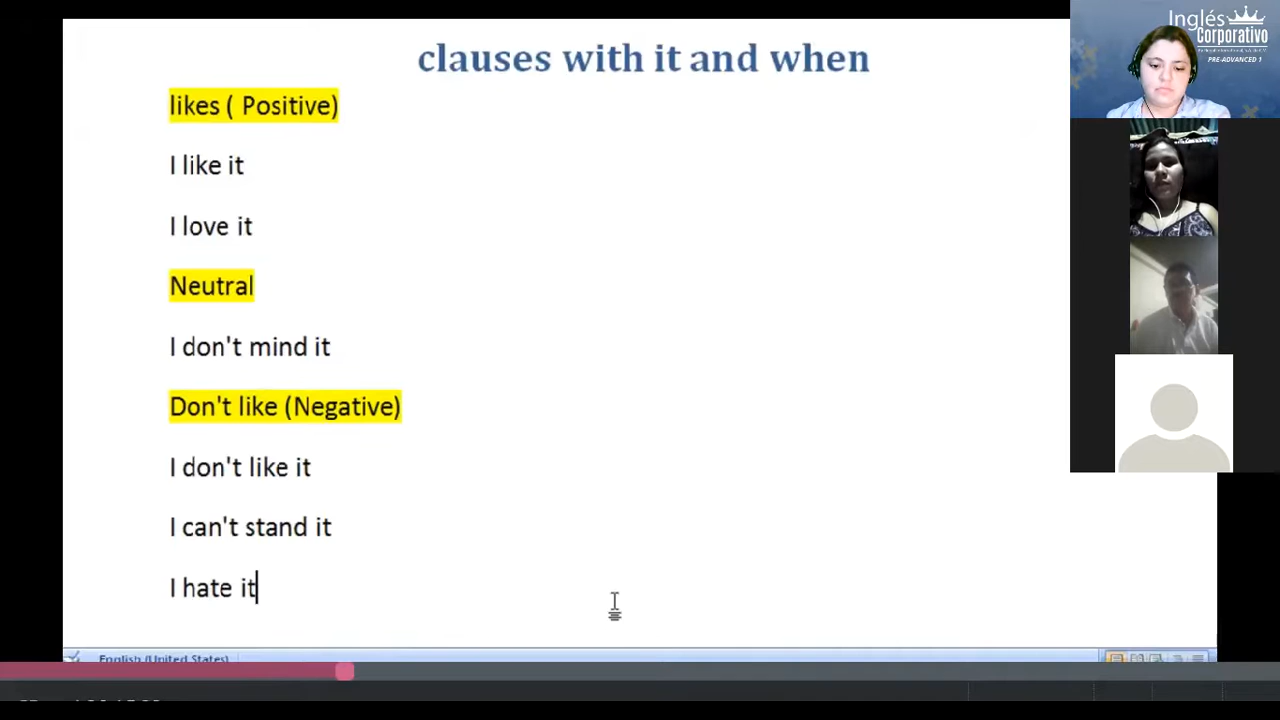 clauses with it and when
likes ( Positive)
I like it
I love it
Neutral
I don't mind it
Don't like (Negative)
I don't like it
I can't stand it
I hate it
English (United States)
Inglés
Corporativo
PRE-ADVANCED 1